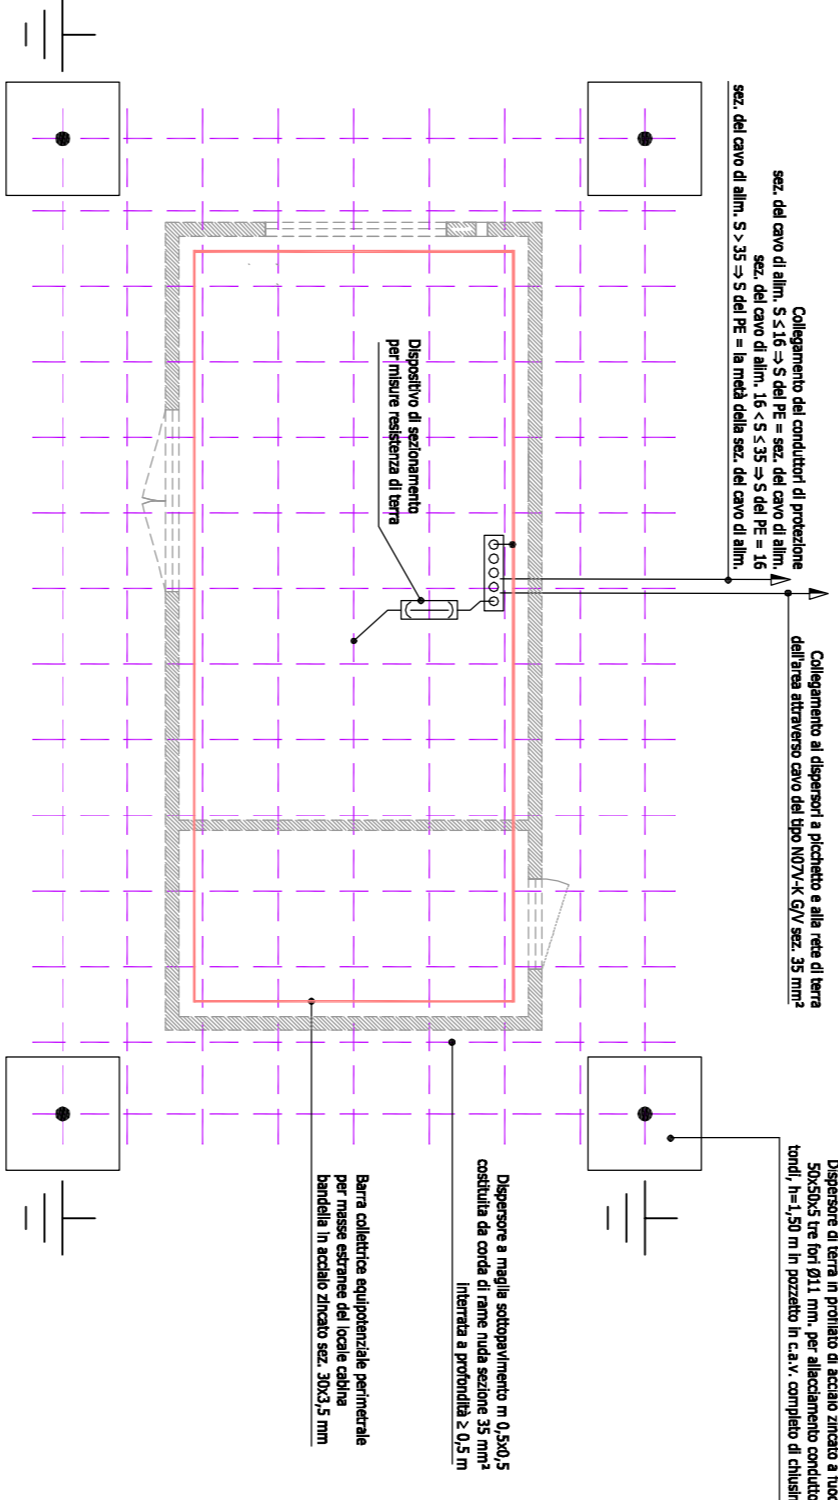 Collegamento dei conduttori di protezione
sez. del cavo di alim. S ≤ 16 => S del PE = sez. del cavo di alim.
sez. del cavo di alim. 16 < S ≤ 35 => S del PE = 16
sez. del cavo di alim. S > 35 => S del PE = la metà della sez. del cavo di alim.
Collegamento ai dispersori a picchetto e alla rete di terra
dell'area attraverso cavo del tipo N07V-K G/V sez. 35 mm²
Dispositivo di sezionamento
per misure resistenza di terra
Dispersore di terra in profilato di acciaio zincato a
50x50x5 tre fori Ø11 mm. per allacciamento
tondi, h=1,50 m in pozzetto in c.a.v. completo di
Dispersore a maglia sottopavimento m 0,5x0,5
costituita da corda di rame nuda sezione 35 mm²
interrata a profondità ≥ 0,5 m
Barra collettrice equipotenziale perimetrale
per masse estranee del locale cabina
bandella in acciaio zincato sez. 30x3,5 mm